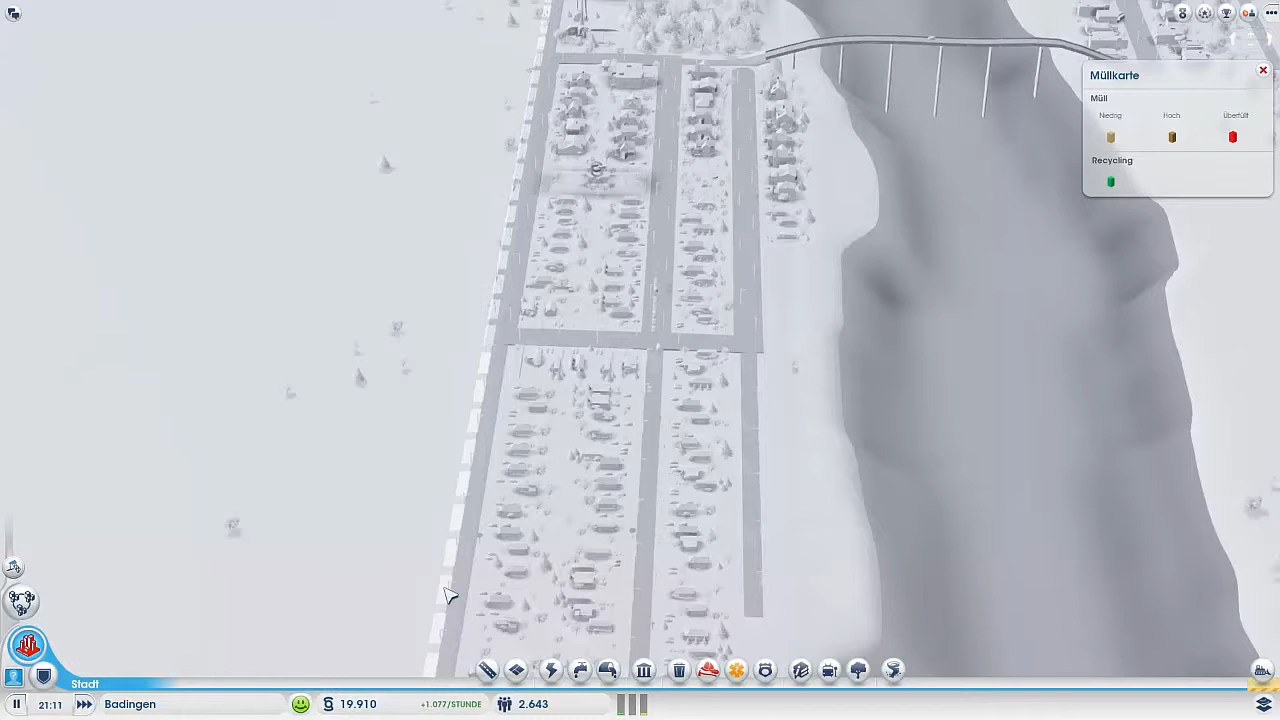 Müllkarte
Müll
Niedrig Hoch Überfüllt
Recycling
Stadt
21:11 Badingen 19.910 +1.077/STUNDE 2.643